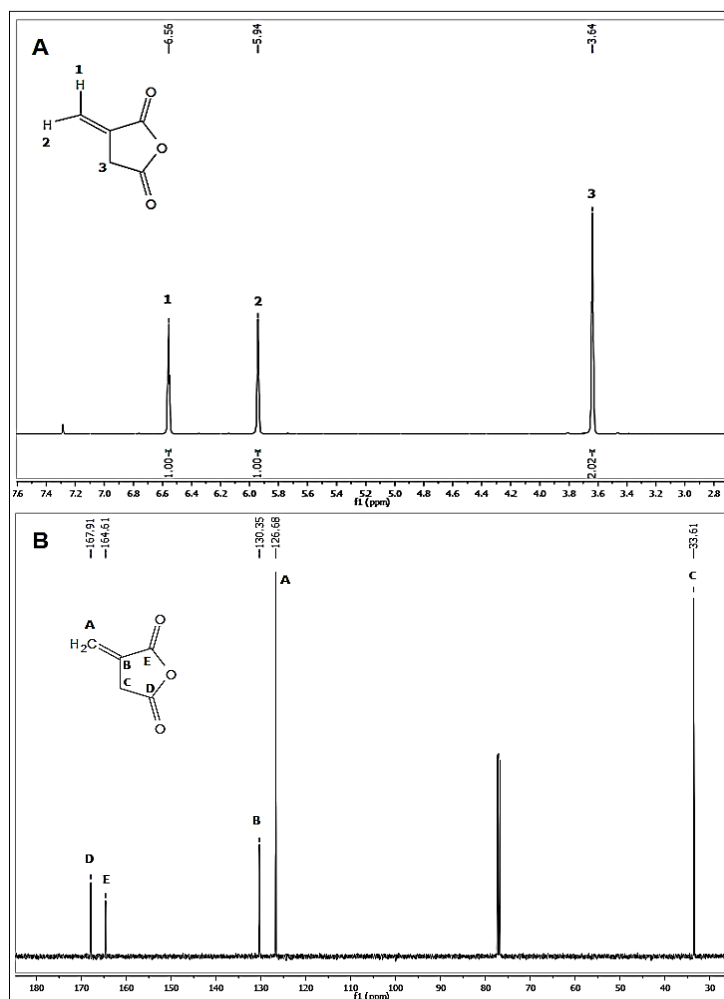 6.56
5.94
3.64
A
1
H
O
H
2
O
3
O
3
1
2
1.00
1.00
2.02
7.6 7.4 7.2 7.0 6.8 6.6 6.4 6.2 6.0 5.8 5.6 5.4 5.2 5.0 4.8 4.6 4.4 4.2 4.0 3.8 3.6 3.4 3.2 3.0 2.8
f1 (ppm)
167.91
164.61
130.35
126.68
33.61
B
A
C
A
O
H2C
E
B
O
C
D
O
B
D
E
180 170 160 150 140 130 120 110 100 90 80 70 60 50 40 30
f1 (ppm)